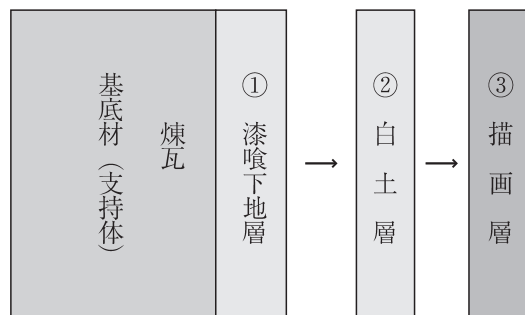 基底材（支持体）
煉瓦
① 漆喰下地層
→
② 白土層
→
③ 描画層